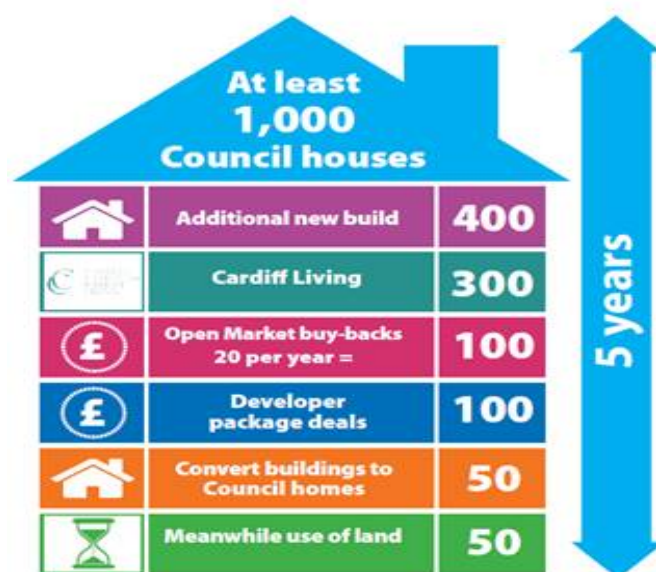 At least
1,000
Council houses
Additional new build 400
Cardiff Living 300
£ Open Market buy-backs
20 per year = 100
£ Developer
package deals 100
Convert buildings to
Council homes 50
Meanwhile use of land 50
5 years